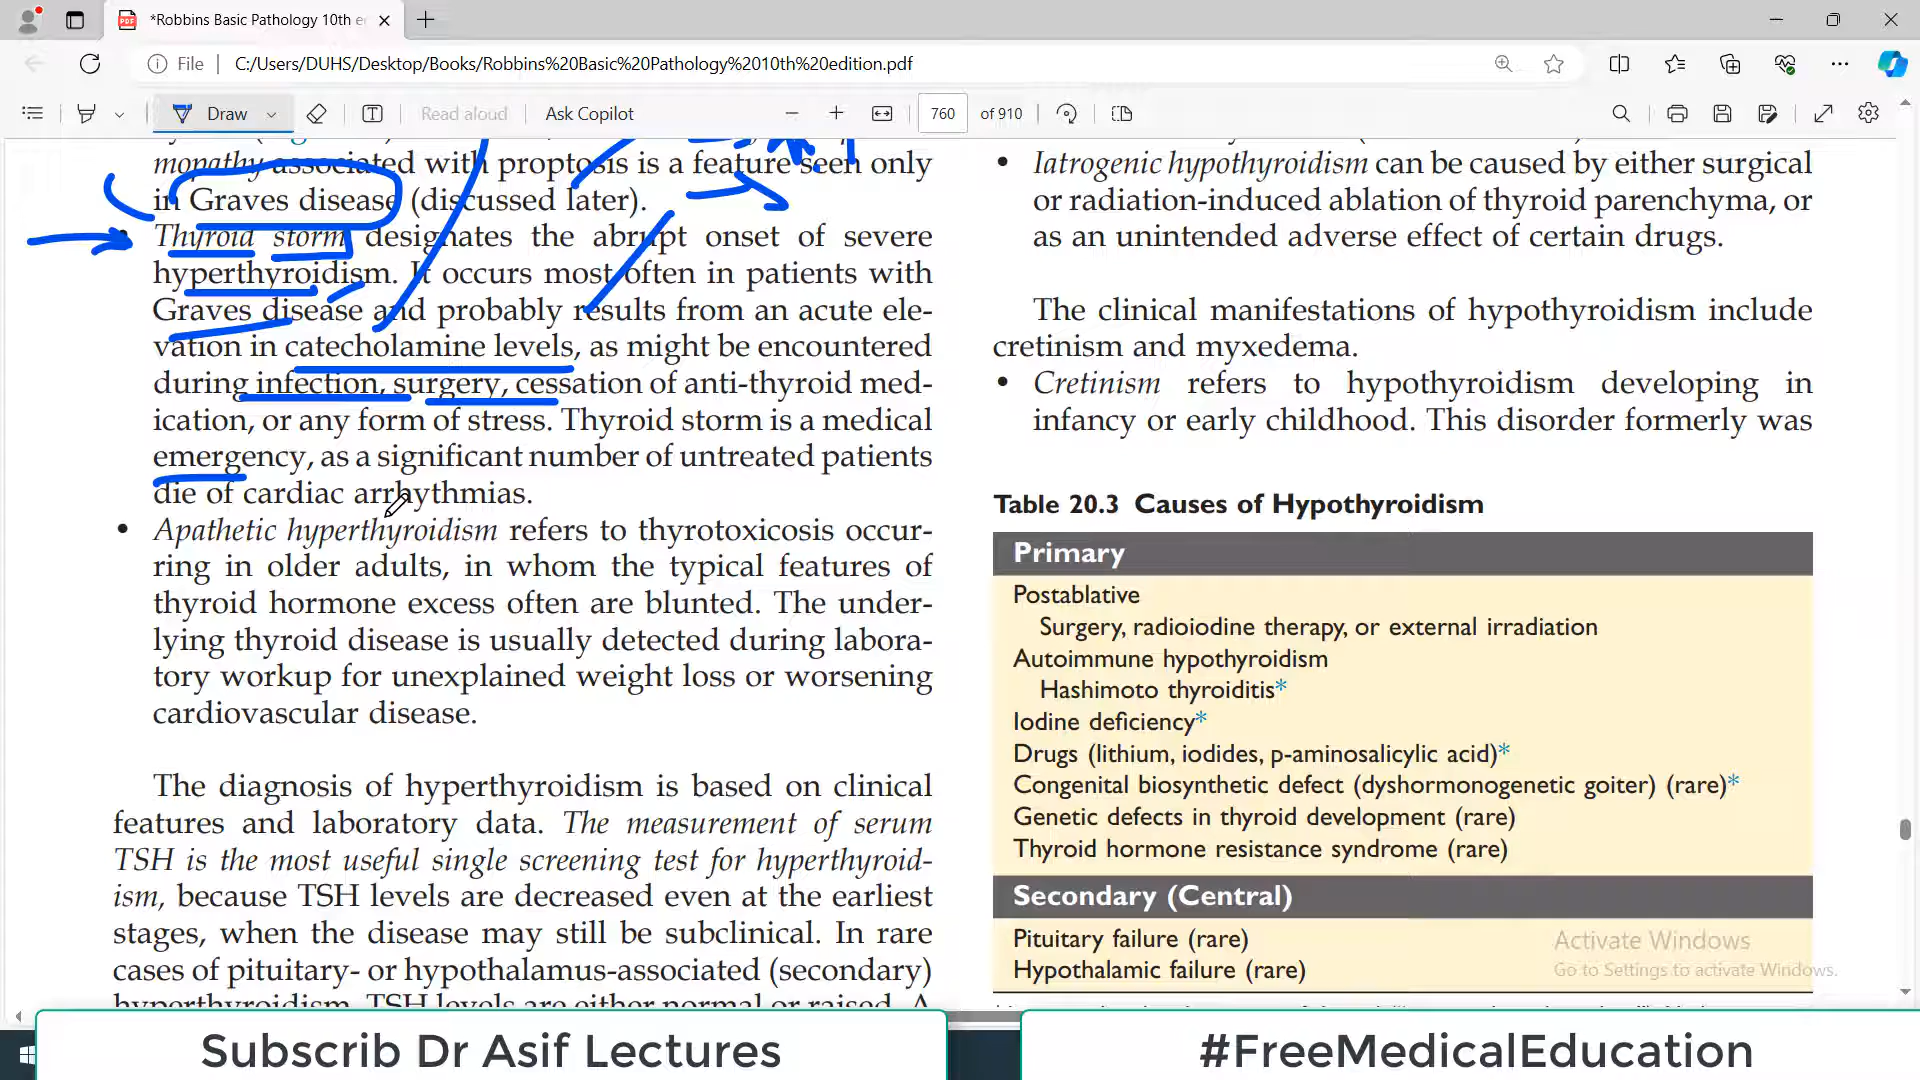 *Robbins Basic Pathology 10th e
File
C:/Users/DUHS/Desktop/Books/Robbins%20Basic%20Pathology%2010th%20edition.pdf
Draw
Read aloud
Ask Copilot
760 of 910
mopathy associated with proptosis is a feature seen only
in Graves disease (discussed later).
• Thyroid storm designates the abrupt onset of severe
hyperthyroidism. It occurs most often in patients with
Graves disease and probably results from an acute ele-
vation in catecholamine levels, as might be encountered
during infection, surgery, cessation of anti-thyroid med-
ication, or any form of stress. Thyroid storm is a medical
emergency, as a significant number of untreated patients
die of cardiac arrhythmias.
• Apathetic hyperthyroidism refers to thyrotoxicosis occur-
ring in older adults, in whom the typical features of
thyroid hormone excess often are blunted. The under-
lying thyroid disease is usually detected during labora-
tory workup for unexplained weight loss or worsening
cardiovascular disease.
The diagnosis of hyperthyroidism is based on clinical
features and laboratory data. The measurement of serum
TSH is the most useful single screening test for hyperthyroid-
ism, because TSH levels are decreased even at the earliest
stages, when the disease may still be subclinical. In rare
cases of pituitary- or hypothalamus-associated (secondary)
hyperthyroidism, TSH levels are either normal or raised. A
• Iatrogenic hypothyroidism can be caused by either surgical
or radiation-induced ablation of thyroid parenchyma, or
as an unintended adverse effect of certain drugs.
The clinical manifestations of hypothyroidism include
cretinism and myxedema.
• Cretinism refers to hypothyroidism developing in
infancy or early childhood. This disorder formerly was
Table 20.3 Causes of Hypothyroidism
Primary
Postablative
Surgery, radioiodine therapy, or external irradiation
Autoimmune hypothyroidism
Hashimoto thyroiditis*
Iodine deficiency*
Drugs (lithium, iodides, p-aminosalicylic acid)*
Congenital biosynthetic defect (dyshormonogenetic goiter) (rare)*
Genetic defects in thyroid development (rare)
Thyroid hormone resistance syndrome (rare)
Secondary (Central)
Pituitary failure (rare)
Hypothalamic failure (rare)
Activate Windows
Go to Settings to activate Windows.
Subscrib Dr Asif Lectures
#FreeMedicalEducation